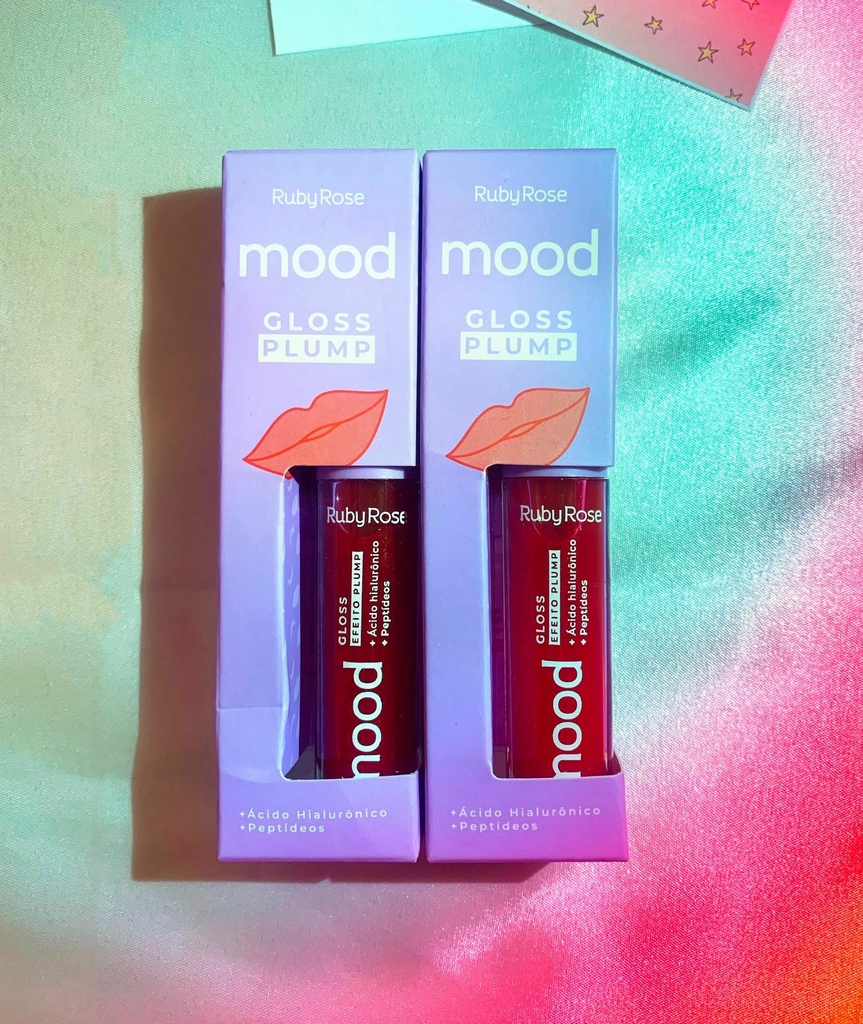 RubyRose
mood
GLOSS
PLUMP
RubyRose
GLOSS
EFEITO PLUMP
+ Ácido hialurônico
+ Peptídeos
mood
+Ácido Hialurônico
+Peptídeos
RubyRose
mood
GLOSS
PLUMP
RubyRose
GLOSS
EFEITO PLUMP
+ Ácido hialurônico
+ Peptídeos
mood
+Ácido Hialurônico
+Peptídeos